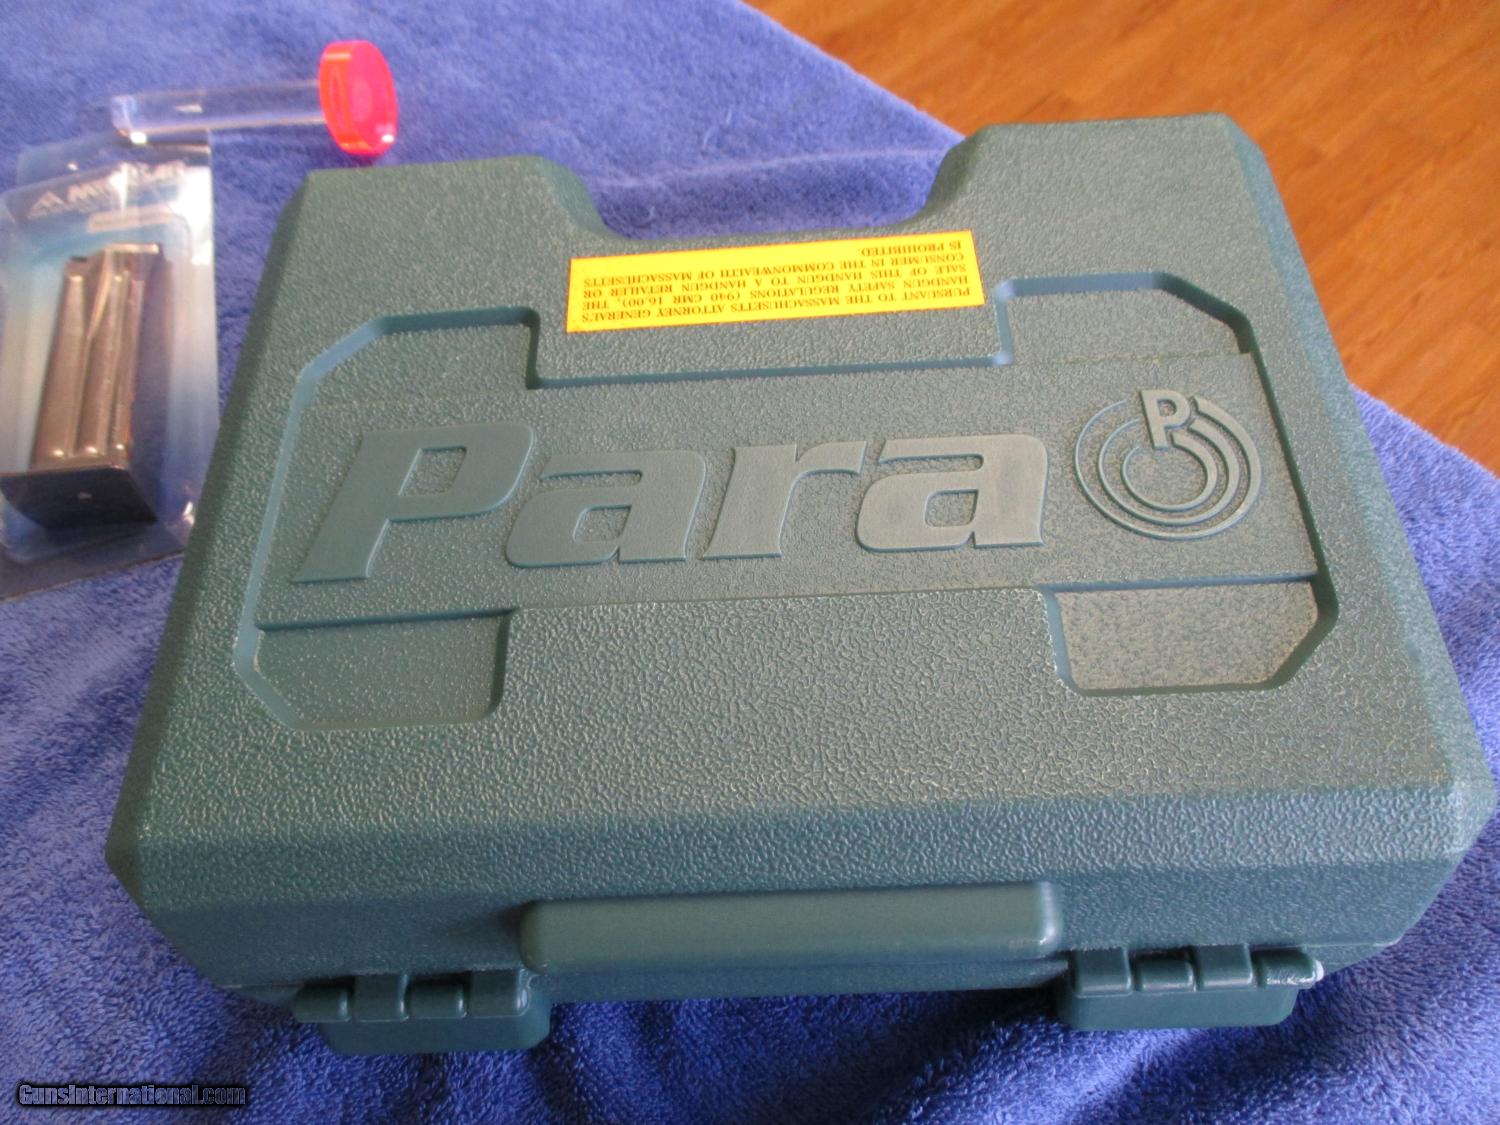 PURSUANT TO THE MASSACHUSETTS ATTORNEY GENERAL'S
HANDGUN SAFETY REGULATIONS (940 CMR 16.00), THE
SALE OF THIS HANDGUN TO A HANDGUN RETAILER OR
CONSUMER IN THE COMMONWEALTH OF MASSACHUSETTS
IS PROHIBITED.
Para
P
GunsInternational.com